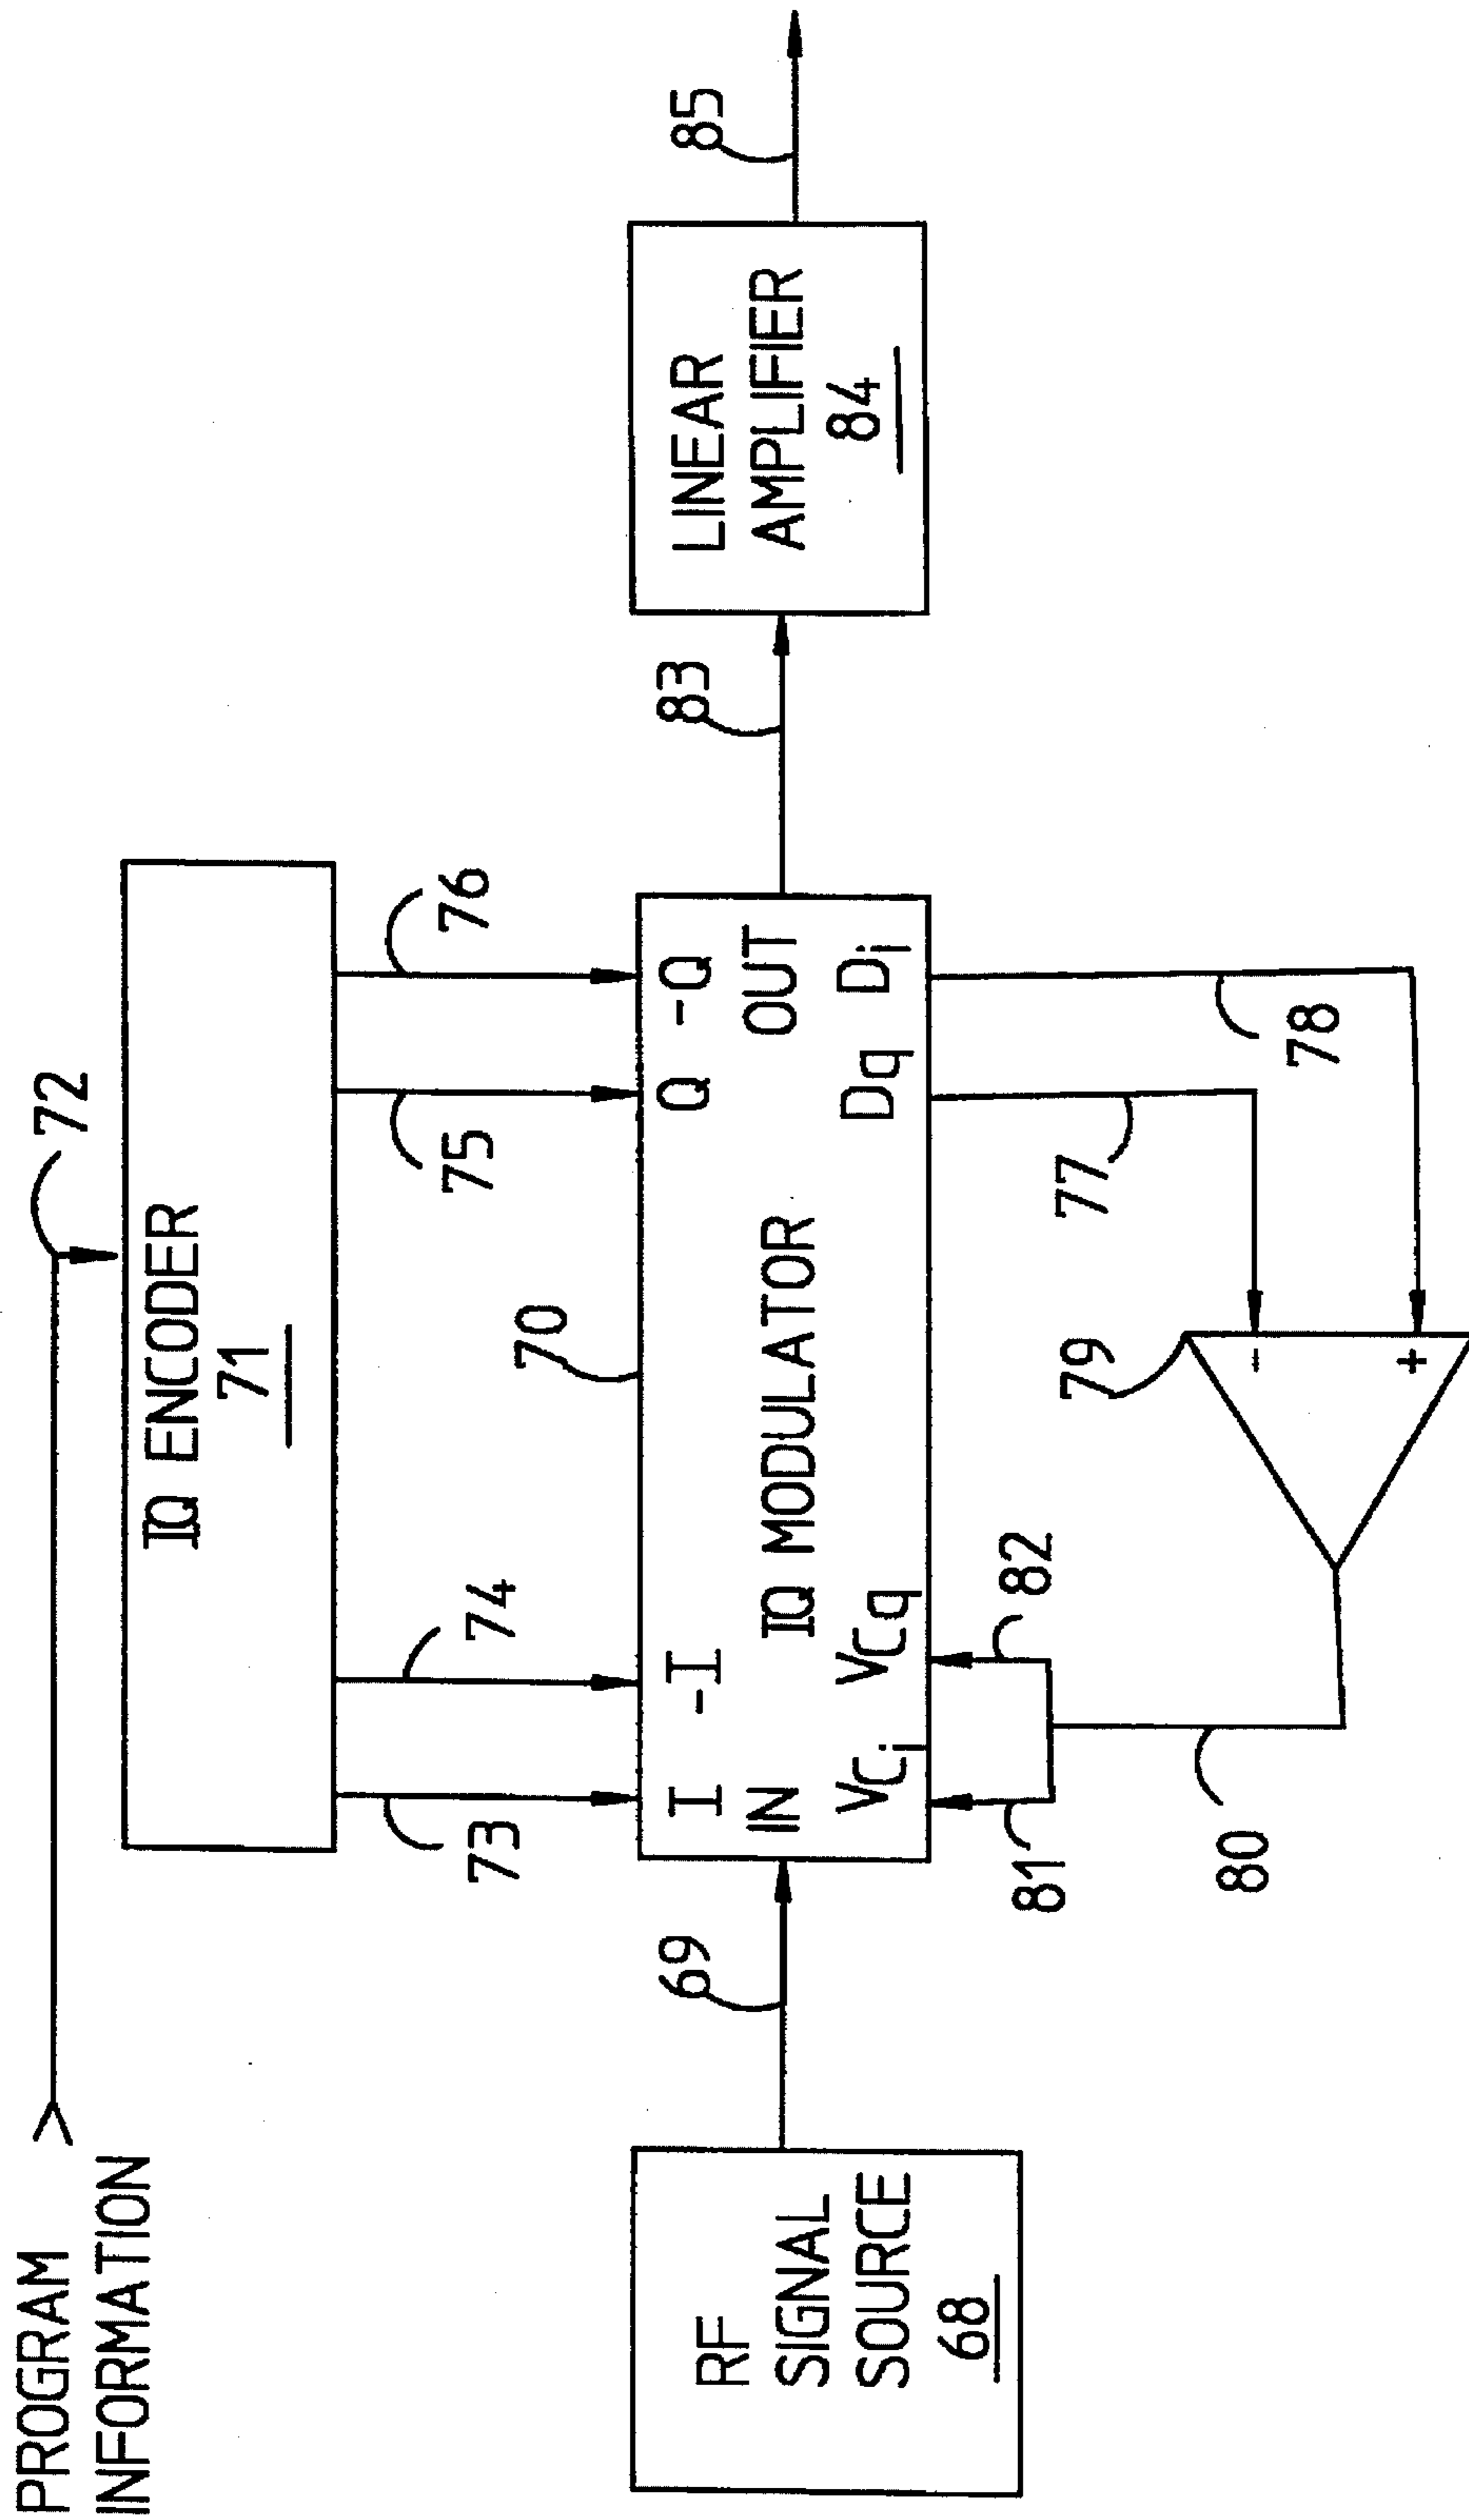 PROGRAM
INFORMATION
72
IQ ENCODER
71
73
74
75
76
70
I -I
Q -Q
IN
IQ MODULATOR
OUT
VCi VCq
Dq Di
RF
SIGNAL
SOURCE
68
69
83
LINEAR
AMPLIFIER
84
85
81
82
77
78
79
80
-
+